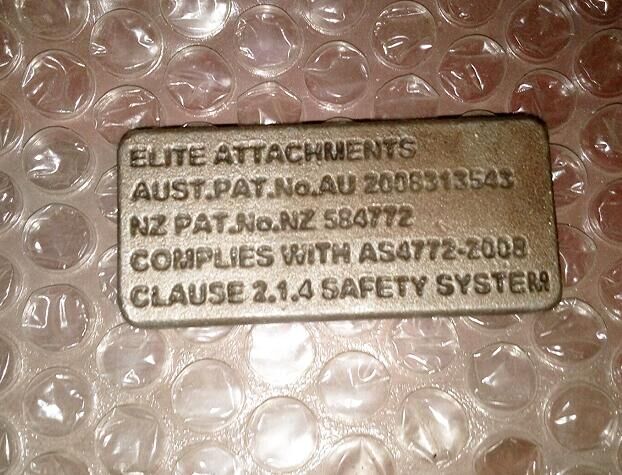 ELITE ATTACHMENTS
AUST.PAT.No.AU 2008313543
NZ PAT.No.NZ 584772
COMPLIES WITH AS4772-2008
CLAUSE 2.1.4 SAFETY SYSTEM